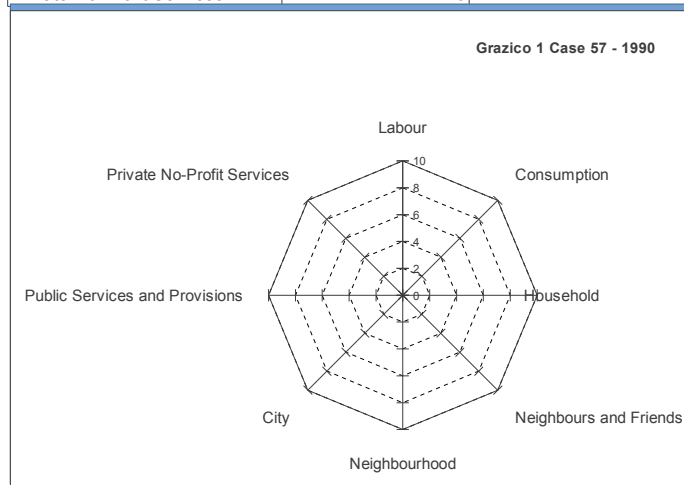 Grazico 1 Case 57 - 1990
Labour
10
Private No-Profit Services
Consumption
8
6
4
2
Public Services and Provisions
0
Household
City
Neighbours and Friends
Neighbourhood